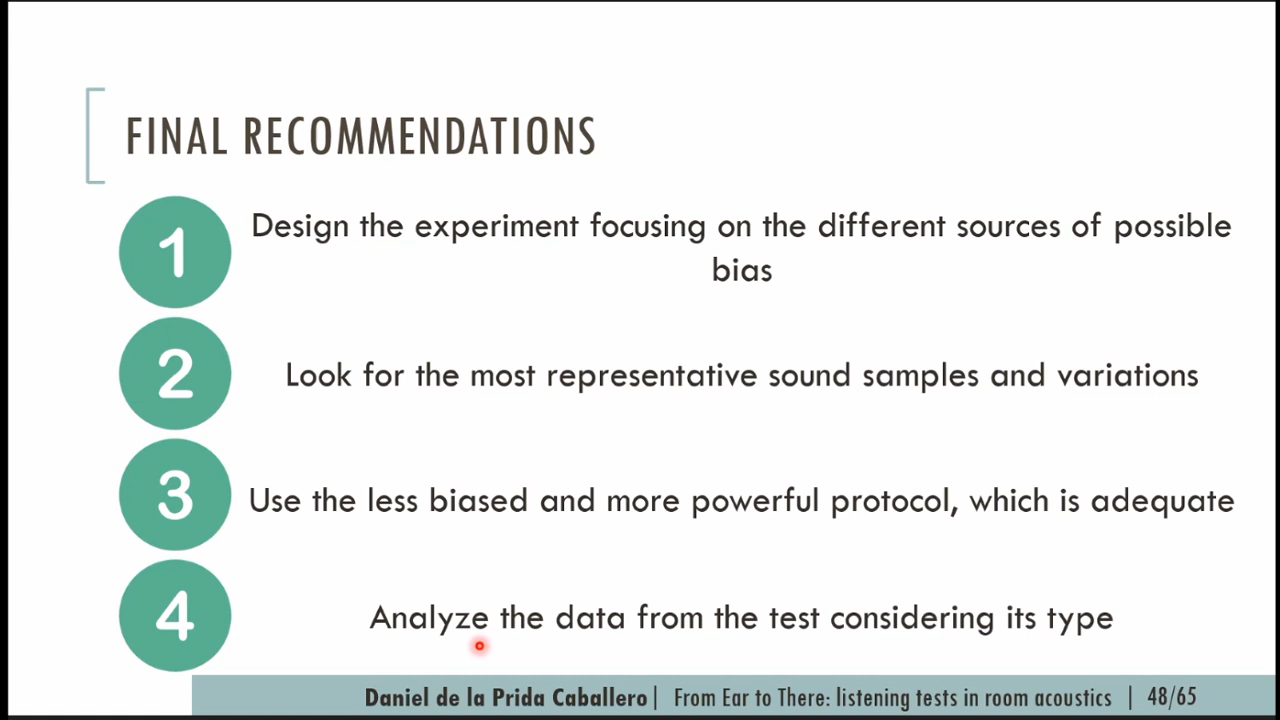 FINAL RECOMMENDATIONS
1
Design the experiment focusing on the different sources of possible
bias
2
Look for the most representative sound samples and variations
3
Use the less biased and more powerful protocol, which is adequate
4
Analyze the data from the test considering its type
Daniel de la Prida Caballero| From Ear to There: listening tests in room acoustics | 48/65